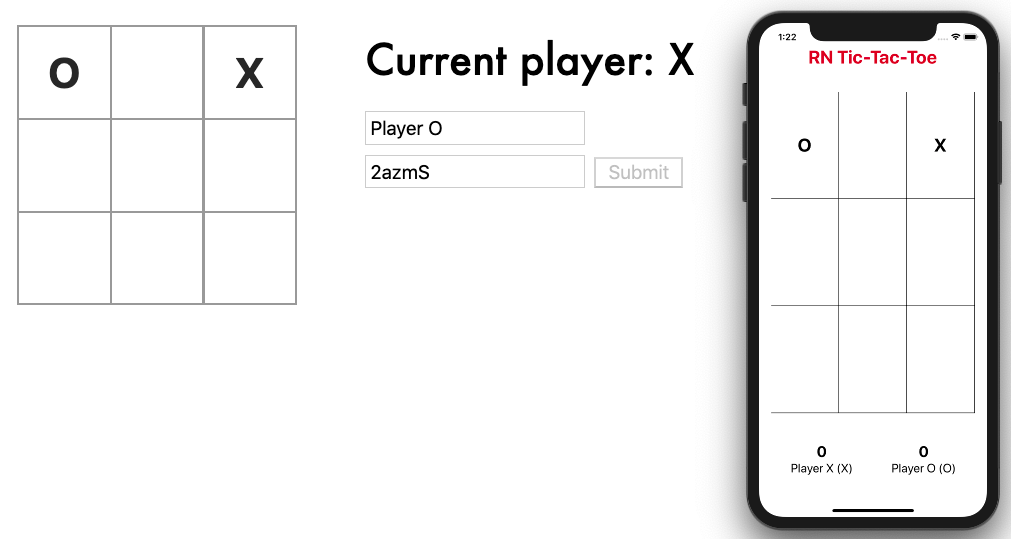 O X
Current player: X
Player O
2azmS Submit
1:22
RN Tic-Tac-Toe
O X
0 0
Player X (X) Player O (O)